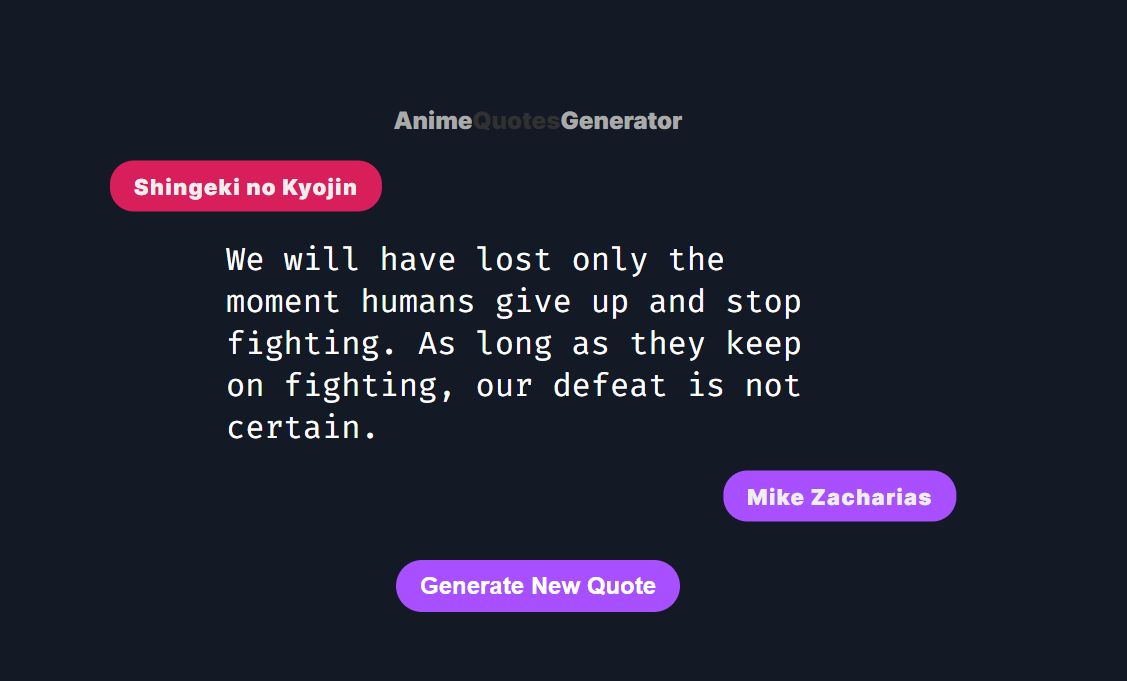 AnimeQuotesGenerator
Shingeki no Kyojin
We will have lost only the
moment humans give up and stop
fighting. As long as they keep
on fighting, our defeat is not
certain.
Mike Zacharias
Generate New Quote